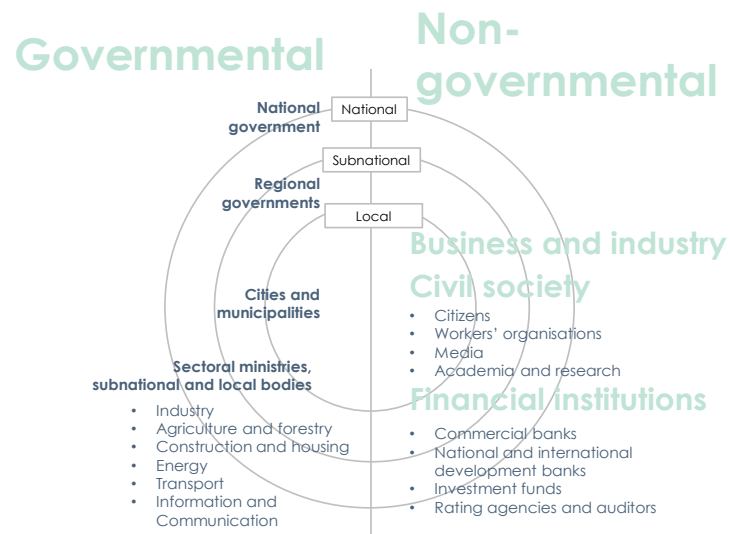 Governmental
Non-
governmental
National
government
National
Subnational
Regional
governments
Local
Cities and
municipalities
Sectoral ministries,
subnational and local bodies
• Industry
• Agriculture and forestry
• Construction and housing
• Energy
• Transport
• Information and
Communication
Business and industry
Civil society
• Citizens
• Workers’ organisations
• Media
• Academia and research
Financial institutions
• Commercial banks
• National and international
development banks
• Investment funds
• Rating agencies and auditors